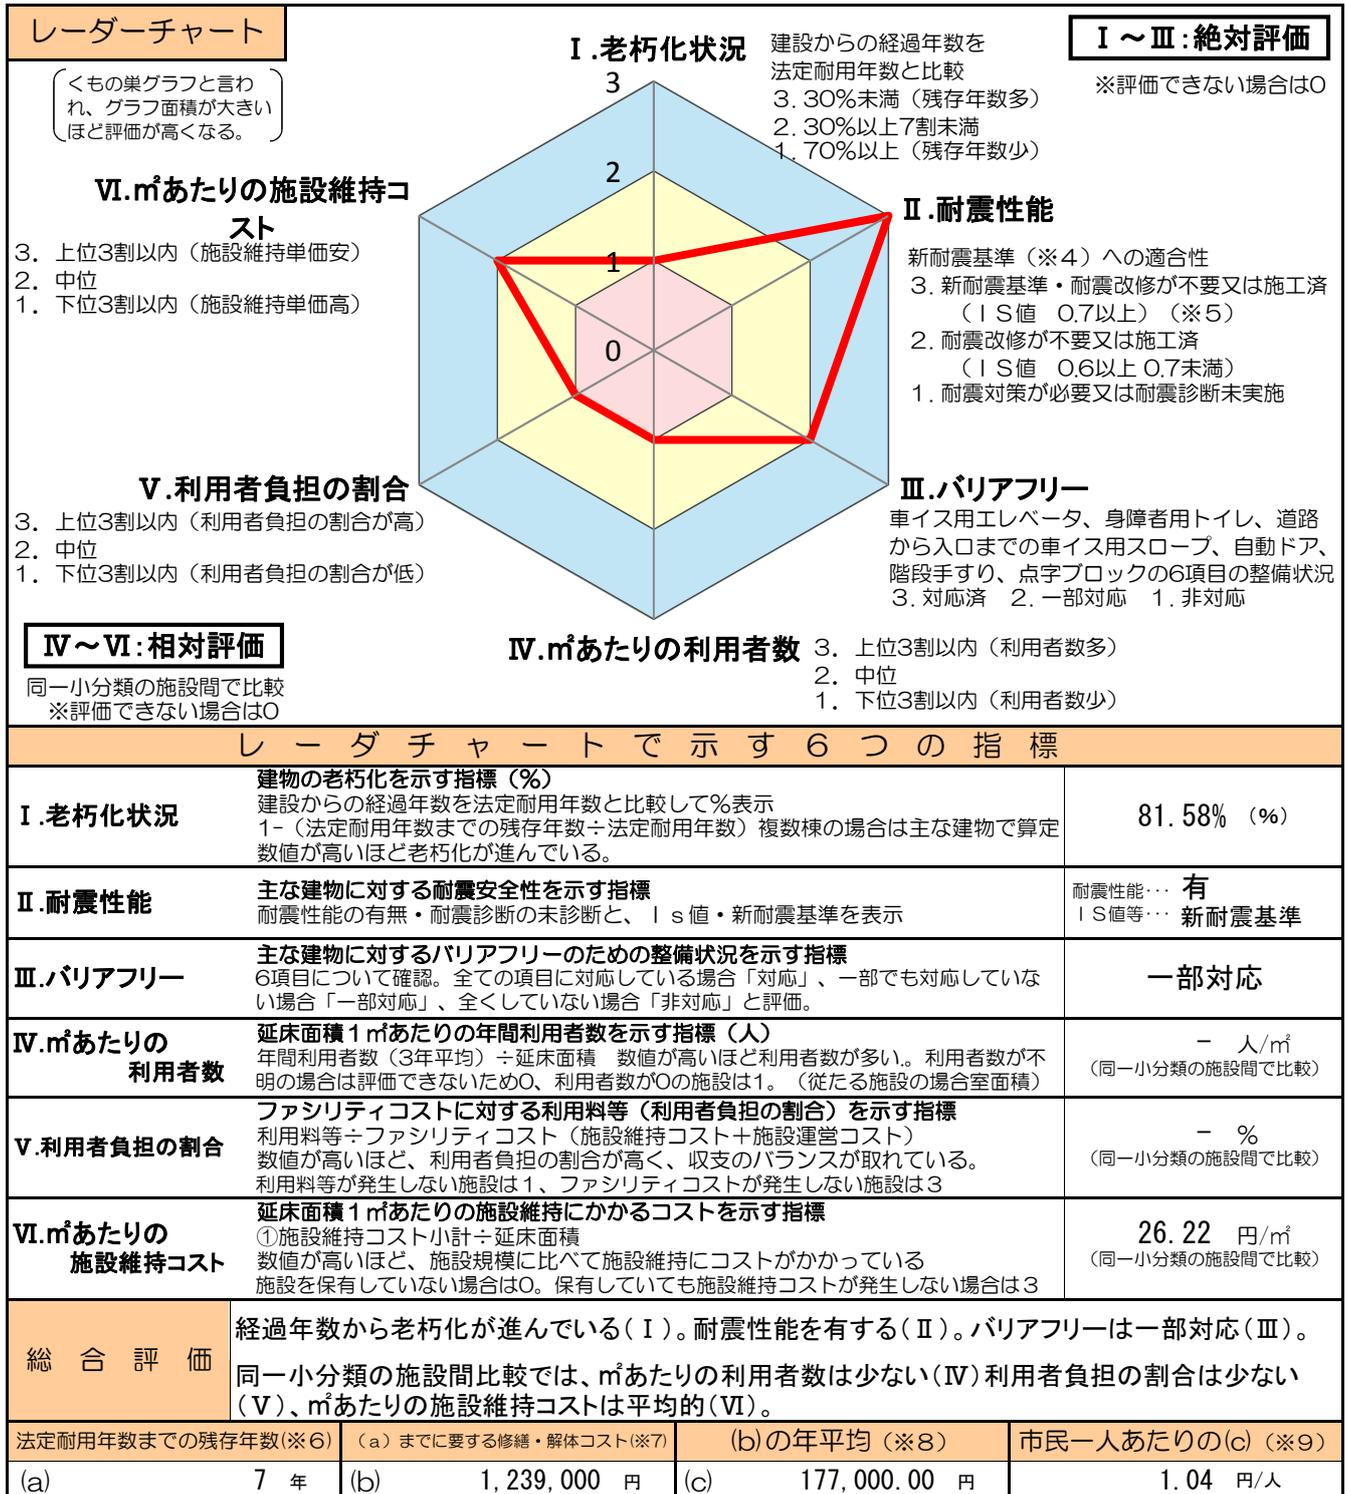 レーダーチャート
くもの巣グラフと言わ
れ、グラフ面積が大きい
ほど評価が高くなる。
Ⅰ.老朽化状況
建設からの経過年数を
法定耐用年数と比較
3. 30%未満（残存年数多）
2. 30%以上7割未満
1. 70%以上（残存年数少）
Ⅰ～Ⅲ:絶対評価
※評価できない場合は0
3
2
1
0
Ⅵ.㎡あたりの施設維持コ
スト
3. 上位3割以内（施設維持単価安）
2. 中位
1. 下位3割以内（施設維持単価高）
Ⅱ.耐震性能
新耐震基準（※４）への適合性
3. 新耐震基準・耐震改修が不要又は施工済
（ＩＳ値　0.7以上）（※５）
2. 耐震改修が不要又は施工済
（ＩＳ値　0.6以上 0.7未満）
1. 耐震対策が必要又は耐震診断未実施
Ⅴ.利用者負担の割合
3. 上位3割以内（利用者負担の割合が高）
2. 中位
1. 下位3割以内（利用者負担の割合が低）
Ⅲ.バリアフリー
車イス用エレベータ、身障者用トイレ、道路
から入口までの車イス用スロープ、自動ドア、
階段手すり、点字ブロックの6項目の整備状況
3. 対応済　2. 一部対応　1. 非対応
Ⅳ～Ⅵ:相対評価
同一小分類の施設間で比較
※評価できない場合は0
Ⅳ.㎡あたりの利用者数
3. 上位3割以内（利用者数多）
2. 中位
1. 下位3割以内（利用者数少）
レーダチャートで示す６つの指標
Ⅰ.老朽化状況
建物の老朽化を示す指標（%）
建設からの経過年数を法定耐用年数と比較して%表示
1-（法定耐用年数までの残存年数÷法定耐用年数）複数棟の場合は主な建物で算定
数値が高いほど老朽化が進んでいる。
81.58% （%）
Ⅱ.耐震性能
主な建物に対する耐震安全性を示す指標
耐震性能の有無・耐震診断の未診断と、Ｉｓ値・新耐震基準を表示
耐震性能･･･ 有
ＩＳ値等･･･ 新耐震基準
Ⅲ.バリアフリー
主な建物に対するバリアフリーのための整備状況を示す指標
6項目について確認。全ての項目に対応している場合「対応」、一部でも対応していな
い場合「一部対応」、全くしていない場合「非対応」と評価。
一部対応
Ⅳ.㎡あたりの
利用者数
延床面積１㎡あたりの年間利用者数を示す指標（人）
年間利用者数（3年平均）÷延床面積　数値が高いほど利用者数が多い。利用者数が不
明の場合は評価できないため0、利用者数が0の施設は1。（従たる施設の場合室面積）
－　人/㎡
（同一小分類の施設間で比較）
Ⅴ.利用者負担の割合
ファシリティコストに対する利用料等（利用者負担の割合）を示す指標
利用料等÷ファシリティコスト（施設維持コスト＋施設運営コスト）
数値が高いほど、利用者負担の割合が高く、収支のバランスが取れている。
利用料等が発生しない施設は１、ファシリティコストが発生しない施設は３
－　%
（同一小分類の施設間で比較）
Ⅵ.㎡あたりの
施設維持コスト
延床面積１㎡あたりの施設維持にかかるコストを示す指標
①施設維持コスト小計÷延床面積
数値が高いほど、施設規模に比べて施設維持にコストがかかっている
施設を保有していない場合は0。保有していても施設維持コストが発生しない場合は３
26.22　円/㎡
（同一小分類の施設間で比較）
総合評価
経過年数から老朽化が進んでいる(Ⅰ)。耐震性能を有する(Ⅱ)。バリアフリーは一部対応(Ⅲ)。
同一小分類の施設間比較では、㎡あたりの利用者数は少ない(Ⅳ)利用者負担の割合は少ない
(Ⅴ)、㎡あたりの施設維持コストは平均的(Ⅵ)。
法定耐用年数までの残存年数(※６)
（a）までに要する修繕・解体コスト(※7)
(b)の年平均（※８）
市民一人あたりの(c)（※９）
(a)　7　年
(b)　1,239,000　円
(c)　177,000.00　円
1.04　円/人